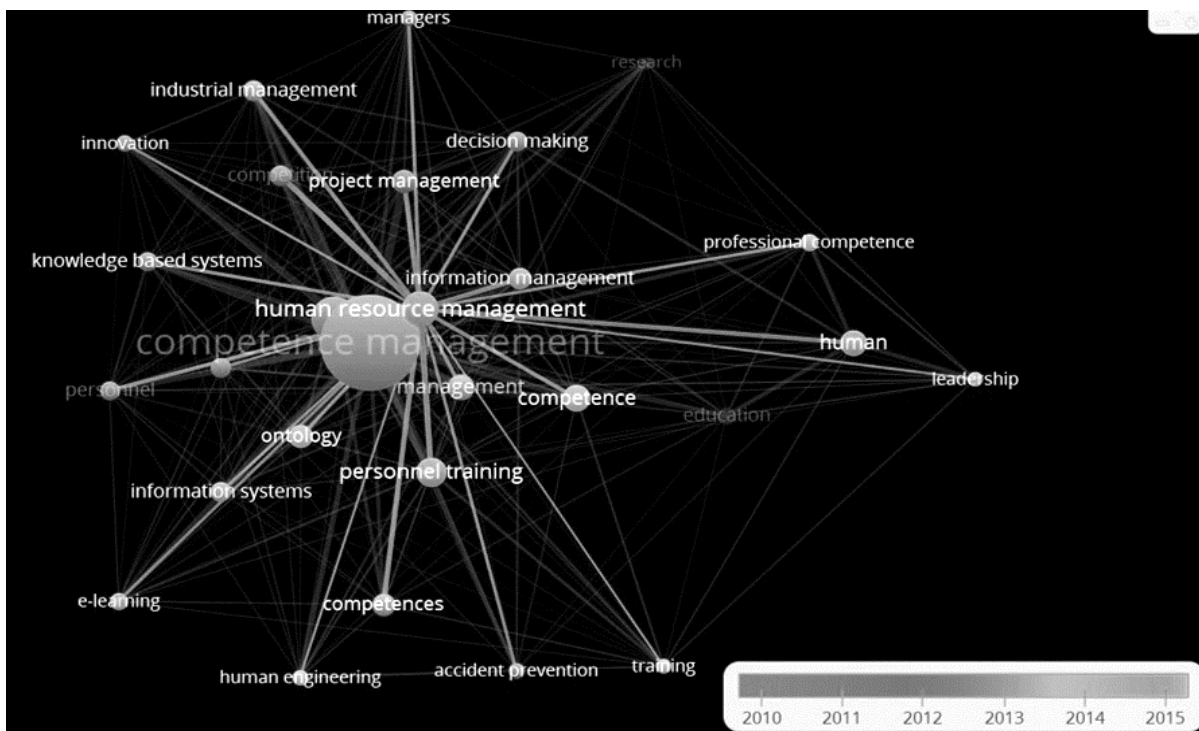 managers
research
industrial management
innovation
decision making
competition
project management
professional competence
knowledge based systems
information management
human resource management
competence management
human
leadership
personnel
management
competence
education
ontology
personnel training
information systems
e-learning
competences
human engineering
accident prevention
training
2010 2011 2012 2013 2014 2015